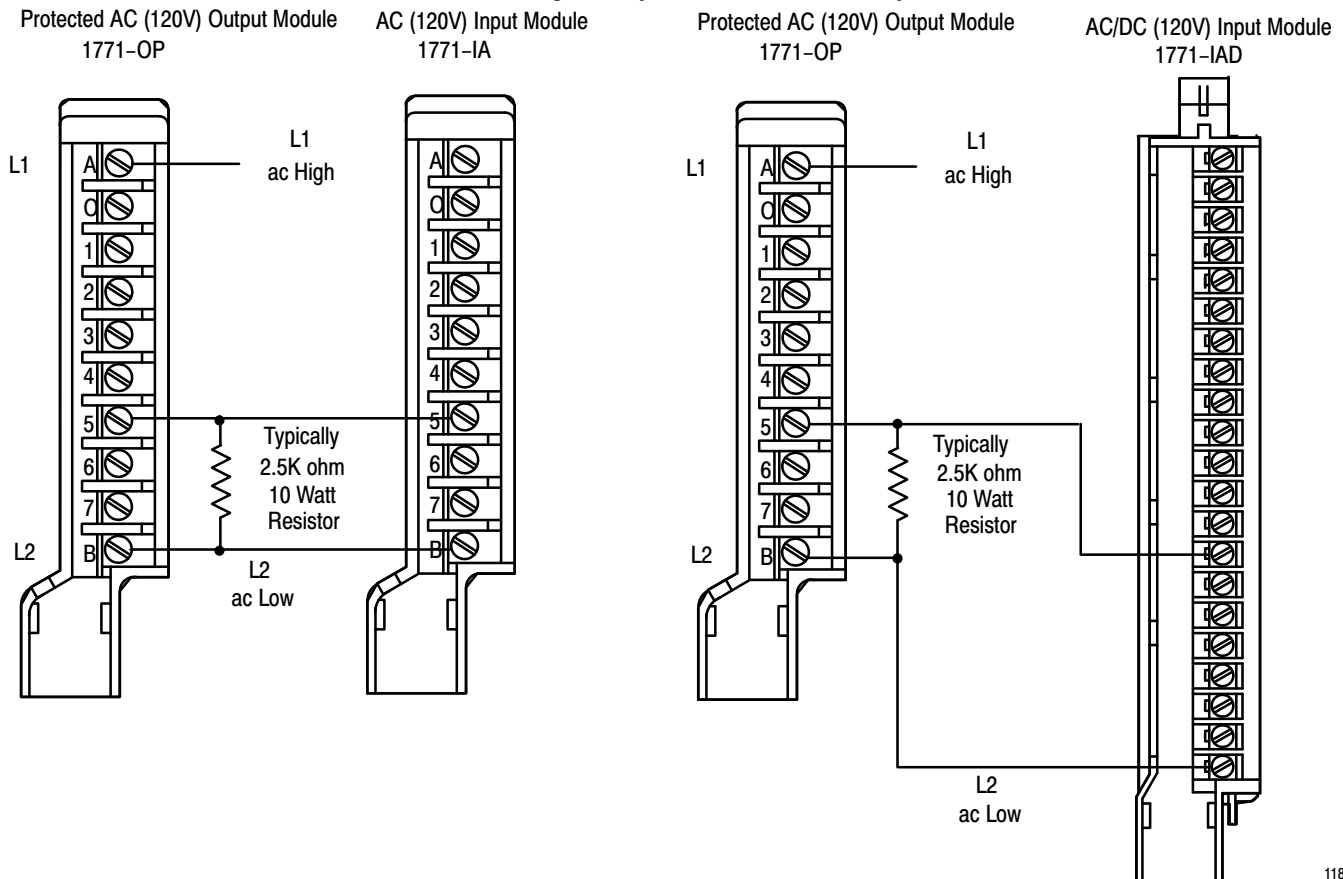 Protected AC (120V) Output Module
1771–OP
AC (120V) Input Module
1771–IA
L1
L1
ac High
A
O
1
2
3
4
5
6
7
B
A
O
1
2
3
4
5
6
7
B
Typically
2.5K ohm
10 Watt
Resistor
L2
L2
ac Low
Protected AC (120V) Output Module
1771–OP
AC/DC (120V) Input Module
1771–IAD
L1
L1
ac High
A
O
1
2
3
4
5
6
7
B
Typically
2.5K ohm
10 Watt
Resistor
L2
L2
ac Low